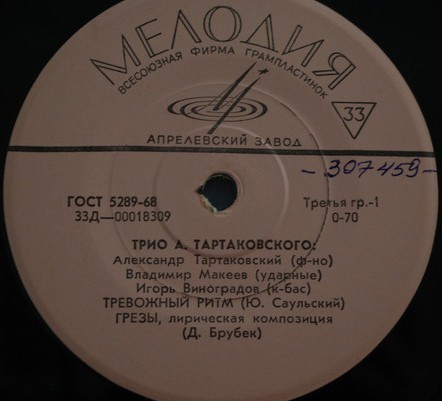 МЕЛОДИЯ
ВСЕСОЮЗНАЯ ФИРМА ГРАМПЛАСТИНОК
33
АПРЕЛЕВСКИЙ ЗАВОД
-307459-
ГОСТ 5289-68
Третья гр.-1
33Д—00018309
0-70
ТРИО А. ТАРТАКОВСКОГО:
Александр Тартаковский (ф-но)
Владимир Макеев (ударные)
Игорь Виноградов (к-бас)
ТРЕВОЖНЫЙ РИТМ (Ю. Саульский)
ГРЕЗЫ, лирическая композиция
(Д. Брубек)